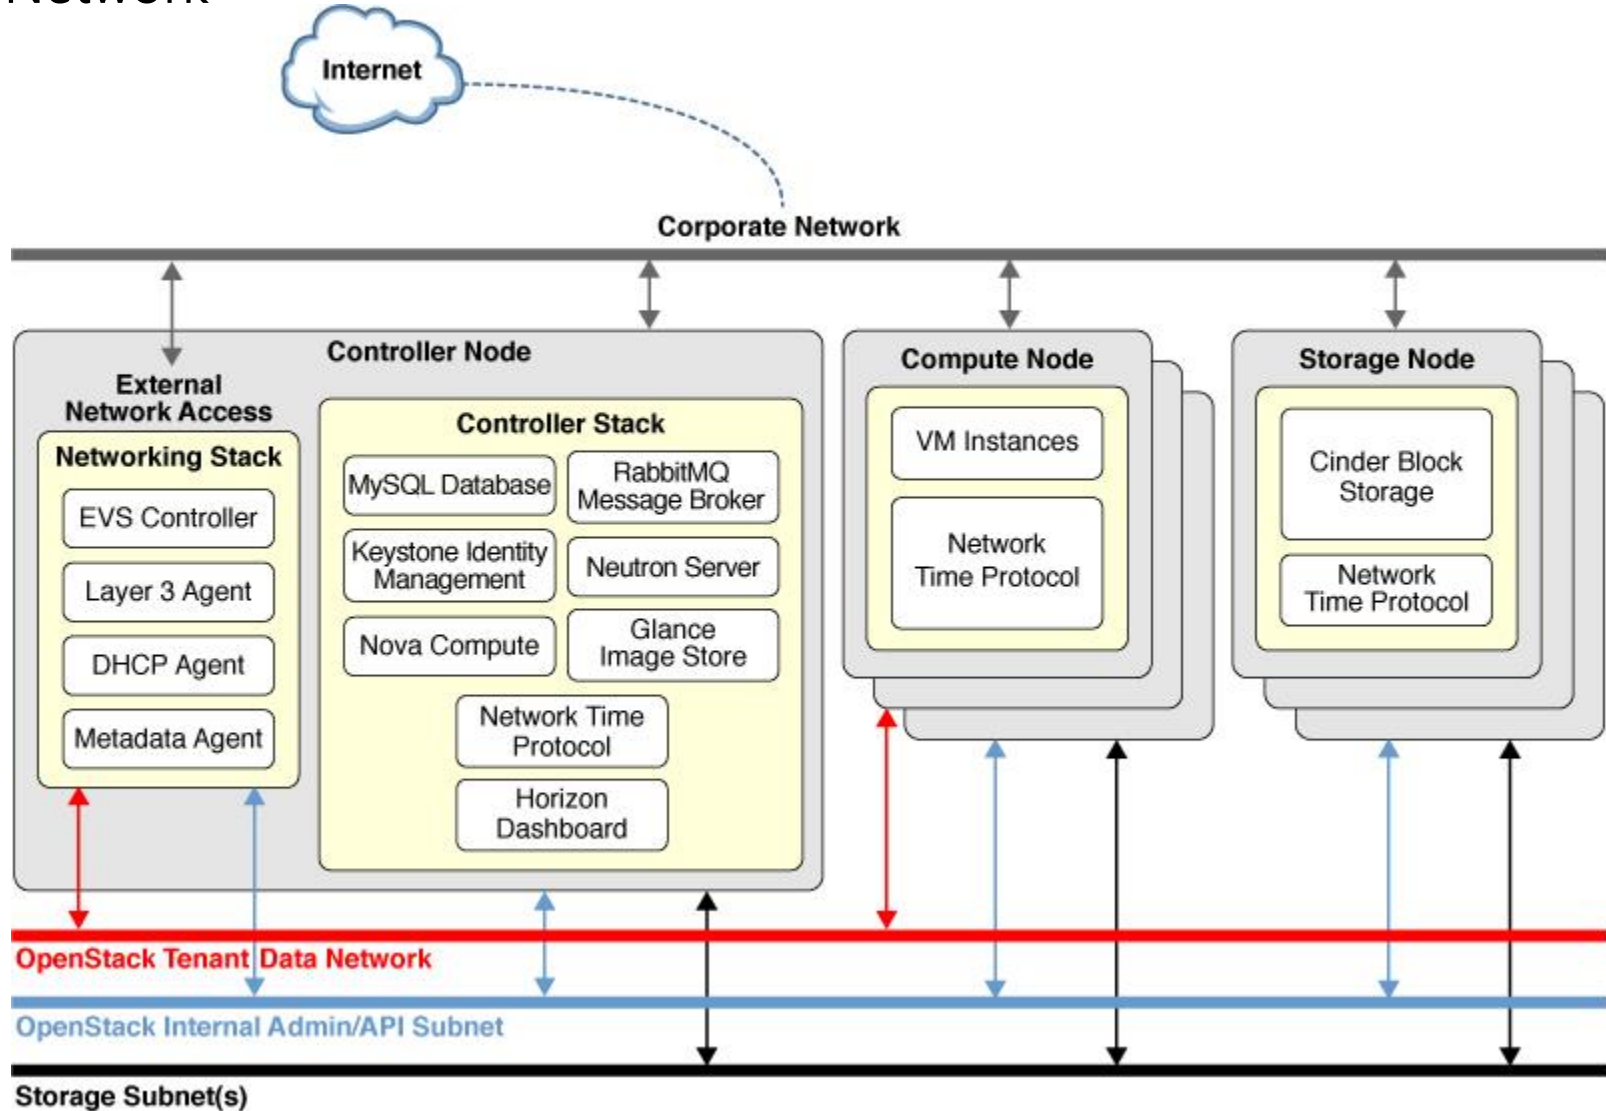 Network
Internet
Corporate Network
Controller Node
External
Network Access
Networking Stack
EVS Controller
Layer 3 Agent
DHCP Agent
Metadata Agent
Controller Stack
MySQL Database
RabbitMQ
Message Broker
Keystone Identity
Management
Neutron Server
Nova Compute
Glance
Image Store
Network Time
Protocol
Horizon
Dashboard
Compute Node
VM Instances
Network
Time Protocol
Storage Node
Cinder Block
Storage
Network
Time Protocol
OpenStack Tenant Data Network
OpenStack Internal Admin/API Subnet
Storage Subnet(s)